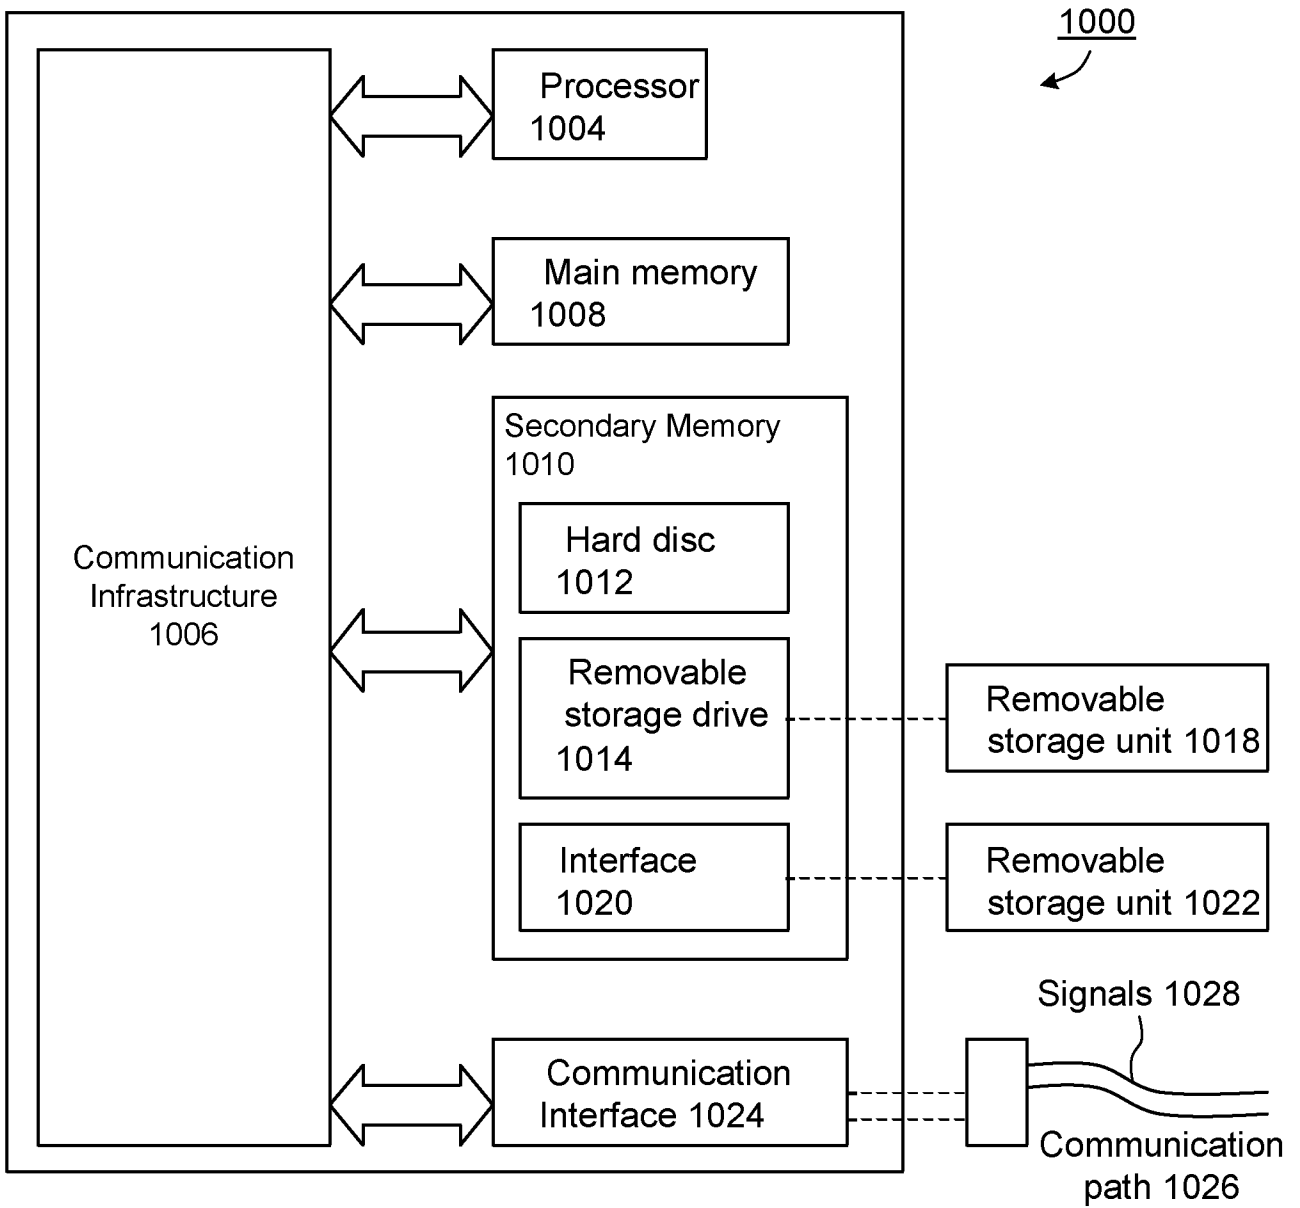 1000
Processor
1004
Main memory
1008
Secondary Memory
1010
Hard disc
1012
Communication
Infrastructure
1006
Removable
storage drive
1014
Removable
storage unit 1018
Interface
1020
Removable
storage unit 1022
Signals 1028
Communication
Interface 1024
Communication
path 1026